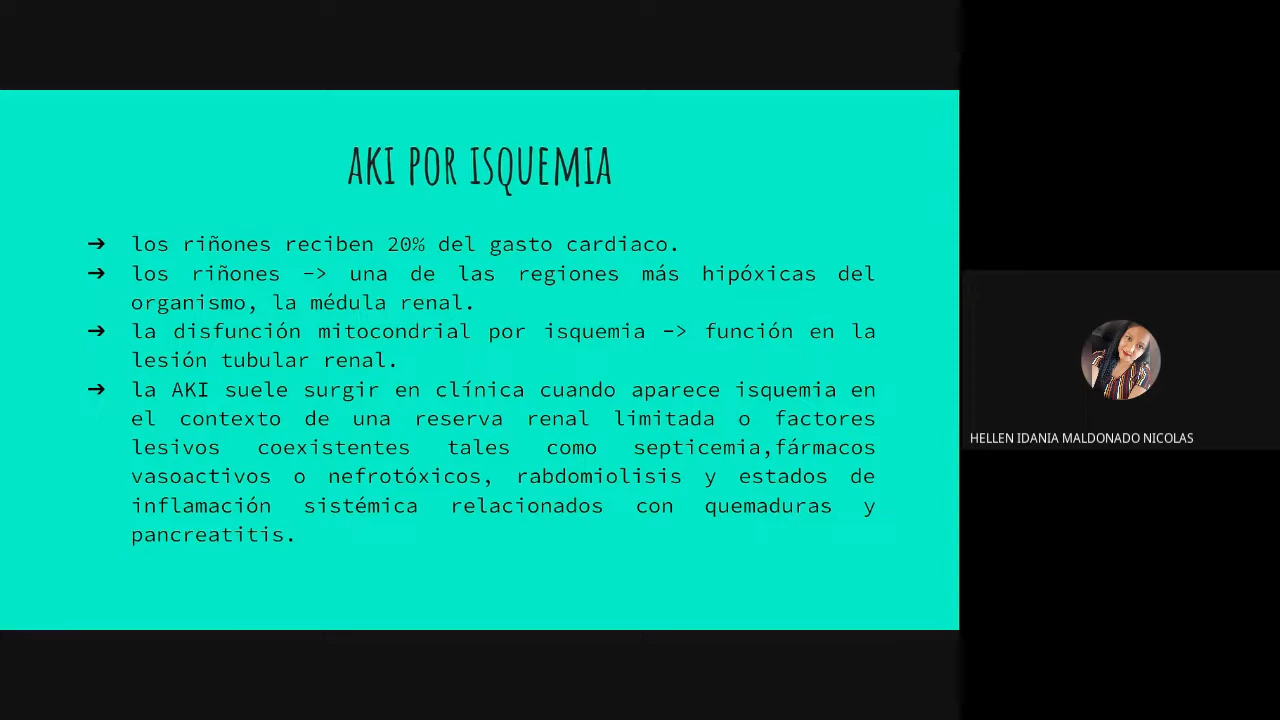 AKI POR ISQUEMIA
➔ los riñones reciben 20% del gasto cardiaco.
➔ los riñones -> una de las regiones más hipóxicas del
organismo, la médula renal.
➔ la disfunción mitocondrial por isquemia -> función en la
lesión tubular renal.
➔ la AKI suele surgir en clínica cuando aparece isquemia en
el contexto de una reserva renal limitada o factores
lesivos coexistentes tales como septicemia,fármacos
vasoactivos o nefrotóxicos, rabdomiolisis y estados de
inflamación sistémica relacionados con quemaduras y
pancreatitis.
HELLEN IDANIA MALDONADO NICOLAS